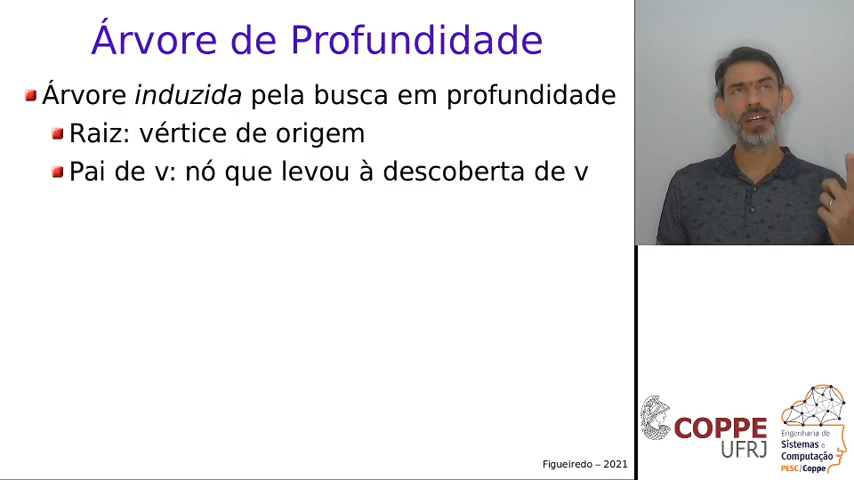 Árvore de Profundidade
Árvore induzida pela busca em profundidade
Raiz: vértice de origem
Pai de v: nó que levou à descoberta de v
Figueiredo – 2021
COPPE
UFRJ
Engenharia de
Sistemas e
Computação
PESC/Coppe